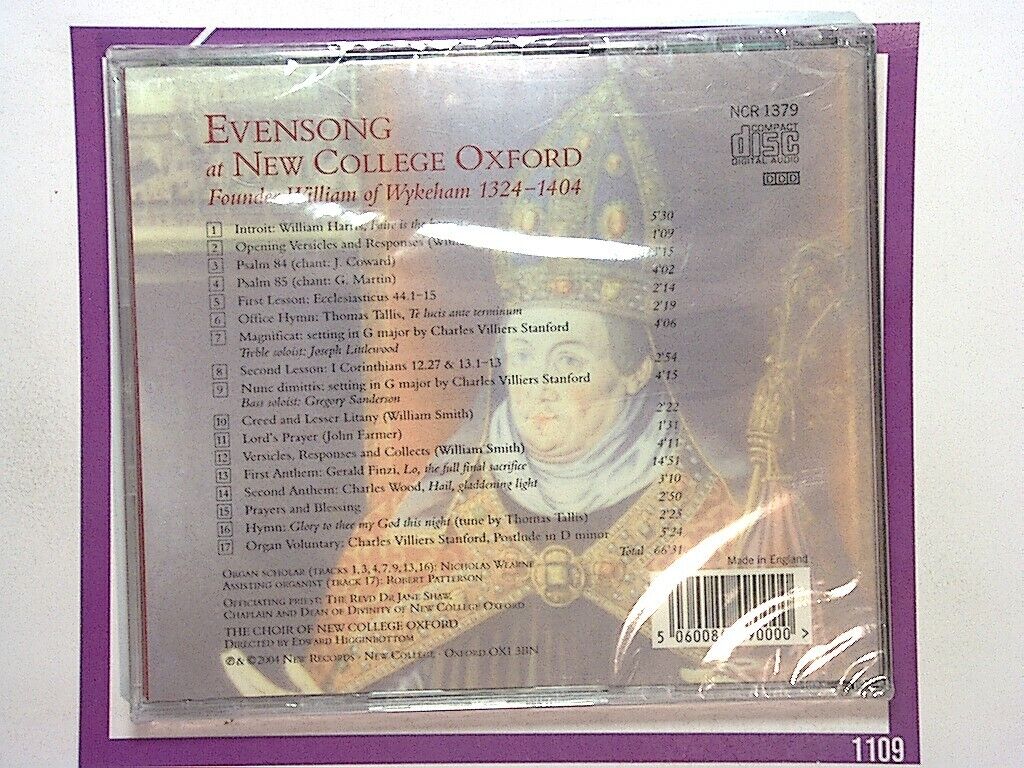 EVENSONG
at NEW COLLEGE OXFORD
Founder William of Wykeham 1324–1404
NCR 1379
COMPACT
disc
DIGITAL AUDIO
DDD
1 Introit: William Harris, Faire is the 5'30
2 Opening Versicles and Responses 1'09
3 Psalm 84 (chant: J. Coward)
4 Psalm 85 (chant: G. Martin) 4'02
5 First Lesson: Ecclesiasticus 44.1–15 2'14
6 Office Hymn: Thomas Tallis, Te lucis ante terminum 2'19
7 Magnificat: setting in G major by Charles Villiers Stanford 4'06
Treble soloist: Joseph Littlewood
8 Second Lesson: I Corinthians 12.27 & 13.1–13 2'54
9 Nunc dimittis: setting in G major by Charles Villiers Stanford 4'15
Bass soloist: Gregory Sanderson
10 Creed and Lesser Litany (William Smith) 2'22
11 Lord's Prayer (John Farmer) 1'31
12 Versicles, Responses and Collects (William Smith) 4'11
13 First Anthem: Gerald Finzi, Lo, the full final sacrifice 14'51
14 Second Anthem: Charles Wood, Hail, gladdening light 3'10
15 Prayers and Blessing 2'50
16 Hymn: Glory to thee my God this night (tune by Thomas Tallis) 2'25
17 Organ Voluntary: Charles Villiers Stanford, Postlude in D minor 5'24
Total 66'31
ORGAN SCHOLAR (TRACKS 1,3,4,7,9,13,16): NICHOLAS WEARNE
ASSISTING ORGANIST (TRACK 17): ROBERT PATTERSON
OFFICIATING PRIEST: THE REVD DR JANE SHAW,
CHAPLAIN AND DEAN OF DIVINITY OF NEW COLLEGE OXFORD
THE CHOIR OF NEW COLLEGE OXFORD
DIRECTED BY EDWARD HIGGINBOTTOM
℗ & © 2004 NEW RECORDS · NEW COLLEGE · OXFORD OX1 3BN
Made in England
1109